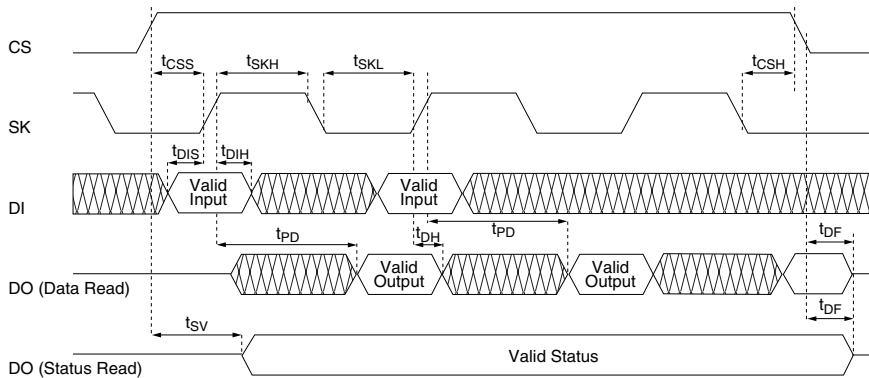 CS
tCSS tSKH tSKL tCSH
SK
tDIS tDIH
DI
Valid Input
Valid Input
tPD tDH tPD tDF
DO (Data Read)
Valid Output
Valid Output
tDF
tSV
DO (Status Read)
Valid Status